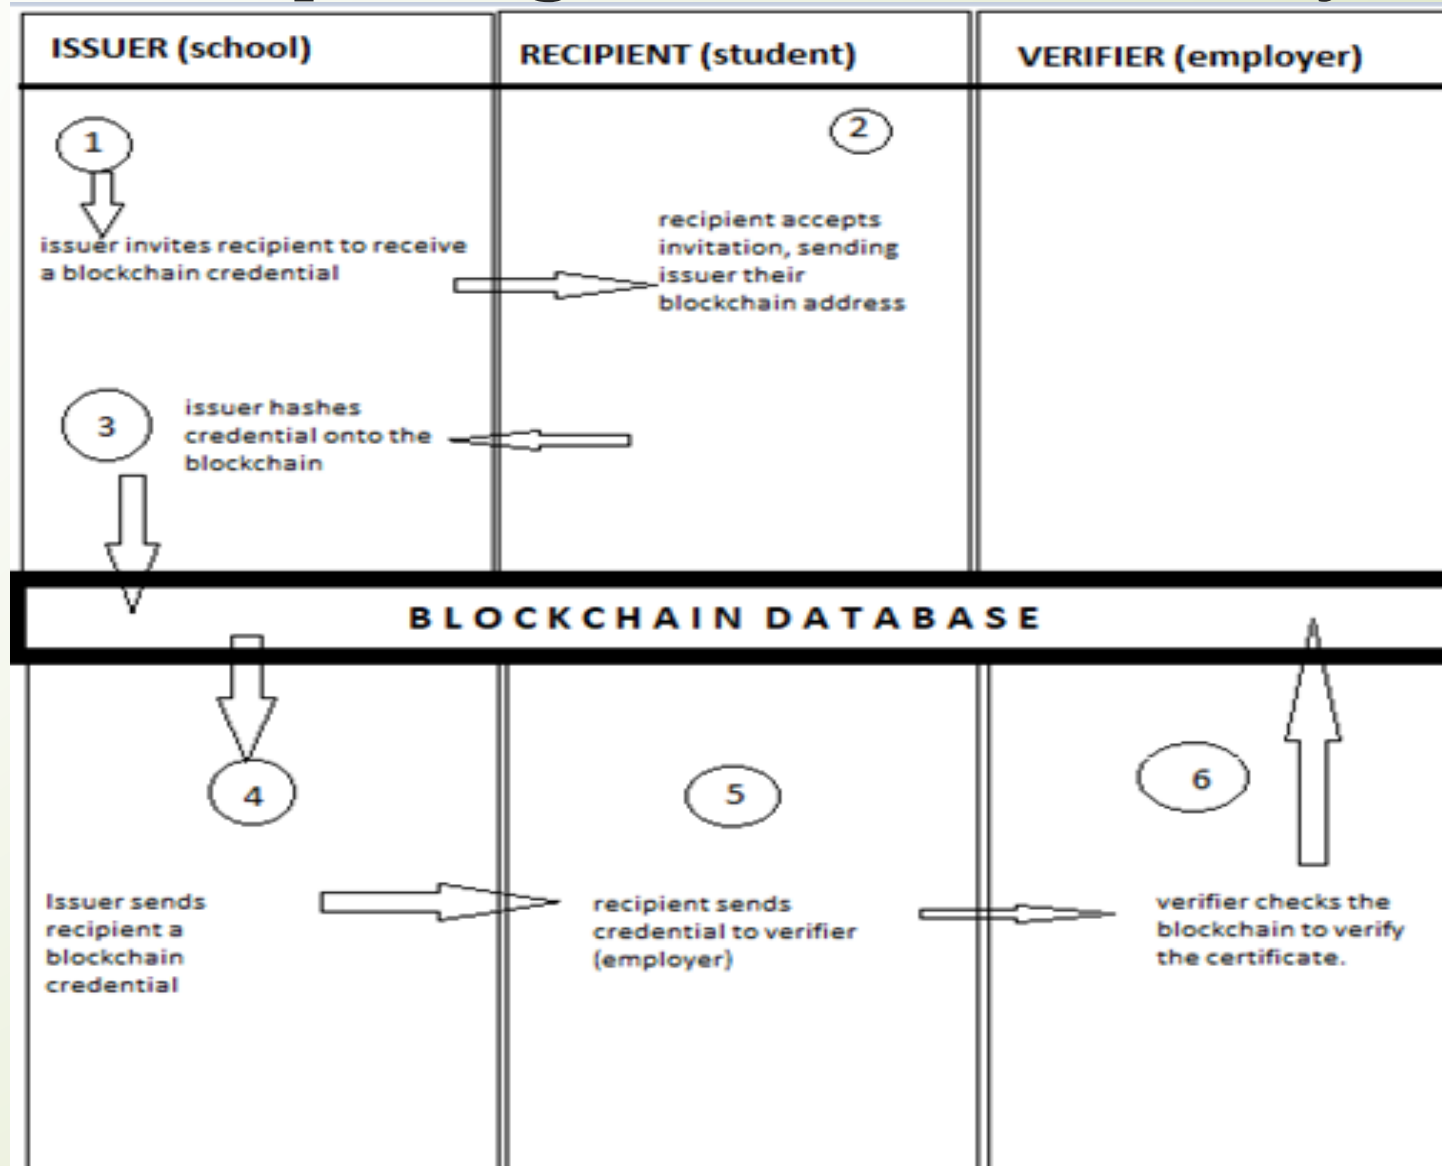 ISSUER (school)
RECIPIENT (student)
VERIFIER (employer)
1
issuer invites recipient to receive
a blockchain credential
2
recipient accepts
invitation, sending
issuer their
blockchain address
3
issuer hashes
credential onto the
blockchain
BLOCKCHAIN DATABASE
4
Issuer sends
recipient a
blockchain
credential
5
recipient sends
credential to verifier
(employer)
6
verifier checks the
blockchain to verify
the certificate.